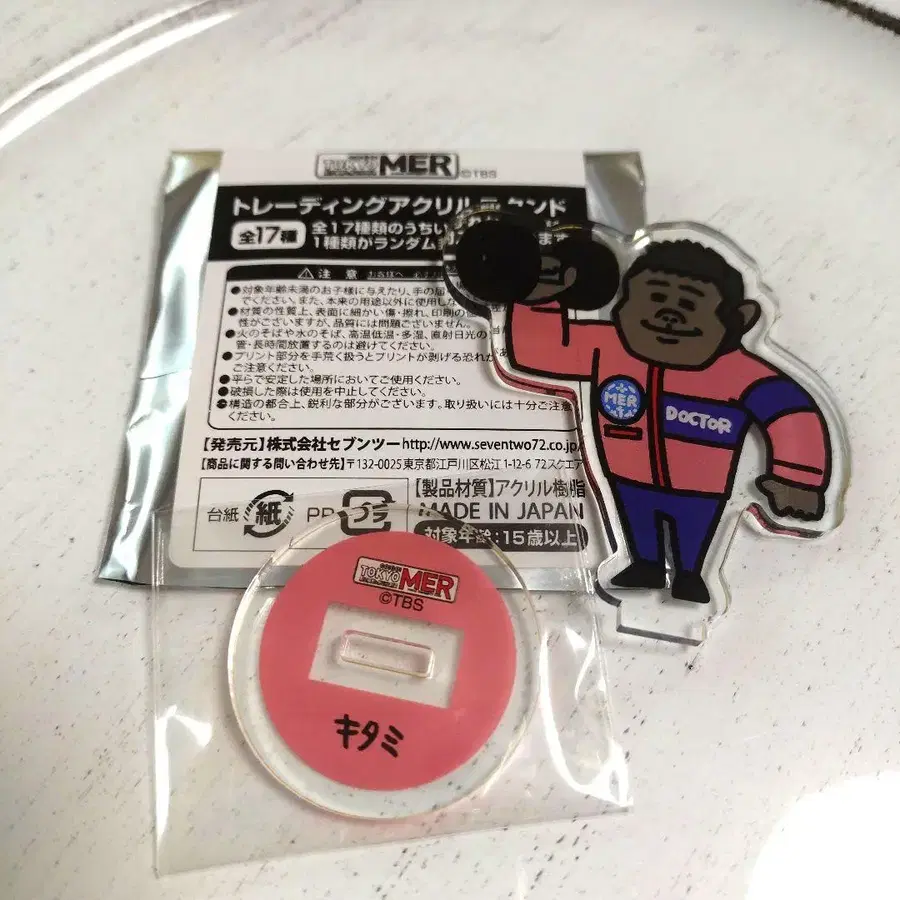 TOKYO MER ©TBS
トレーディングアクリルスタンド
全17種
全17種類のうちい
1種類がランダム ます
注意
●対象年齢未満のお子様に与えたり、手の届
でください。また、本来の用途以外に使用しな
●材質の性質上、表面に細かい傷・擦れ、印刷の個
性がございますが、品質には問題ございません。
●火のそばや水のそば、高温低温・多湿、直射日光の
管・長時間放置するのは避けてください。
●プリント部分を手荒く扱うとプリントが剥げる恐れがあ
ご注意ください。
●平らで安定した場所においてご使用ください。
●破損した際は使用を中止してください。
●構造の都合上、鋭利な部分がございます。取り扱いには十分ご注意
ください。
【発売元】株式会社セブンツー http://www.seventwo72.co.jp/
【商品に関する問い合わせ先】〒132-0025 東京都江戸川区松江1-12-6 72スクエア
台紙 紙 PP プラ
【製品材質】アクリル樹脂
MADE IN JAPAN
対象年齢:15歳以上
MER
DOCTOR
TOKYO MER
©TBS
キタミ